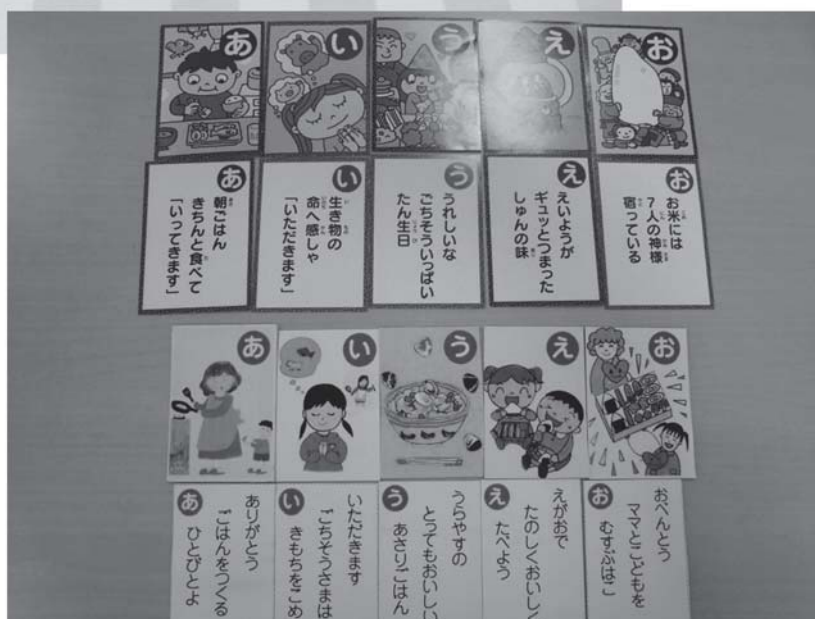 あ
い
う
え
お
あ
朝ごはん
きちんと食べて
「いってきます」
い
生き物の
命へ感しゃ
「いただきます」
う
うれしいな
ごちそういっぱい
たん生日
え
えいようが
ギュッとつまった
しゅんの味
お
お米には
7人の神様
宿っている
あ
い
う
え
お
あ
ありがとう
ごはんをつくる
ひとびとよ
い
いただきます
ごちそうさまは
きもちをこめ
う
うらやすの
とってもおいしい
あさりごはん
え
えがおで
たのしくおいしく
たべよう
お
おべんとう
ママとこどもを
むすぶはこ